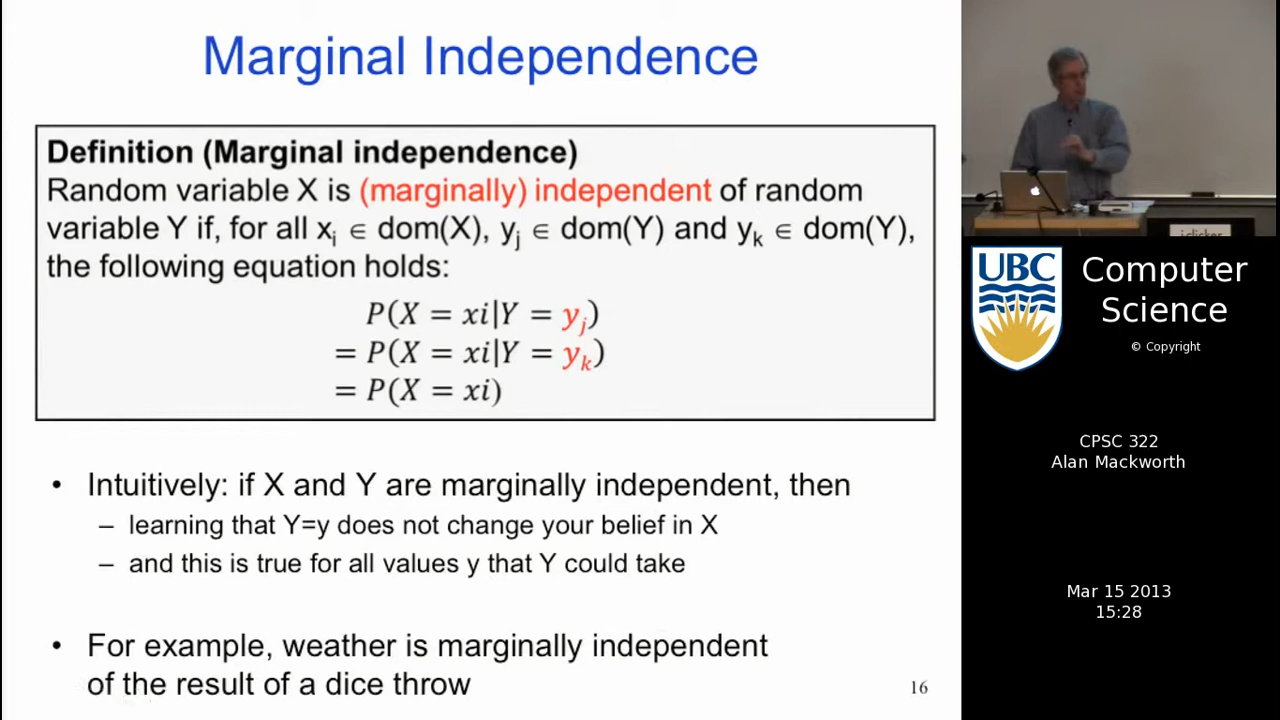 Marginal Independence
Definition (Marginal independence)
Random variable X is (marginally) independent of random
variable Y if, for all xᵢ ∈ dom(X), yⱼ ∈ dom(Y) and yₖ ∈ dom(Y),
the following equation holds:
P(X = xi|Y = yⱼ)
= P(X = xi|Y = yₖ)
= P(X = xi)
• Intuitively: if X and Y are marginally independent, then
– learning that Y=y does not change your belief in X
– and this is true for all values y that Y could take
• For example, weather is marginally independent
of the result of a dice throw
16
i.clicker
UBC
Computer
Science
© Copyright
CPSC 322
Alan Mackworth
Mar 15 2013
15:28